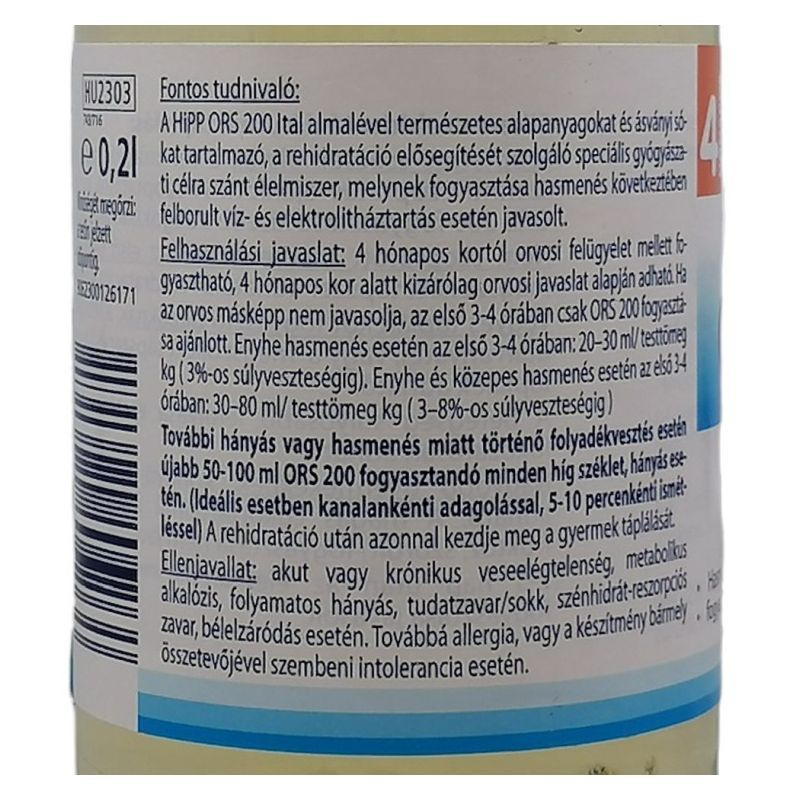 HU2303
743/716
e 0,2l
megőrzi:
jelzett
9062300126171
Fontos tudnivaló:
A HiPP ORS 200 Ital almalével természetes alapanyagokat és ásványi só-
kat tartalmazó, a rehidratáció elősegítését szolgáló speciális gyógyásza-
ti célra szánt élelmiszer, melynek fogyasztása hasmenés következtében
felborult víz- és elektrolitháztartás esetén javasolt.
Felhasználási javaslat: 4 hónapos kortól orvosi felügyelet mellett fo-
gyasztható, 4 hónapos kor alatt kizárólag orvosi javaslat alapján adható. Ha
az orvos másképp nem javasolja, az első 3-4 órában csak ORS 200 fogyasztá-
sa ajánlott. Enyhe hasmenés esetén az első 3-4 órában: 20–30 ml/ testtömeg
kg ( 3%-os súlyveszteségig). Enyhe és közepes hasmenés esetén az első 3-4
órában: 30–80 ml/ testtömeg kg ( 3–8%-os súlyveszteségig )
További hányás vagy hasmenés miatt történő folyadékvesztés esetén
újabb 50-100 ml ORS 200 fogyasztandó minden híg széklet, hányás ese-
tén. (Ideális esetben kanalankénti adagolással, 5-10 percenkénti ismét-
léssel) A rehidratáció után azonnal kezdje meg a gyermek táplálását.
Ellenjavallat: akut vagy krónikus veseelégtelenség, metabolikus
alkalózis, folyamatos hányás, tudatzavar/sokk, szénhidrát-reszorpciós
zavar, bélelzáródás esetén. Továbbá allergia, vagy a készítmény bármely
összetevőjével szembeni intolerancia esetén.
4